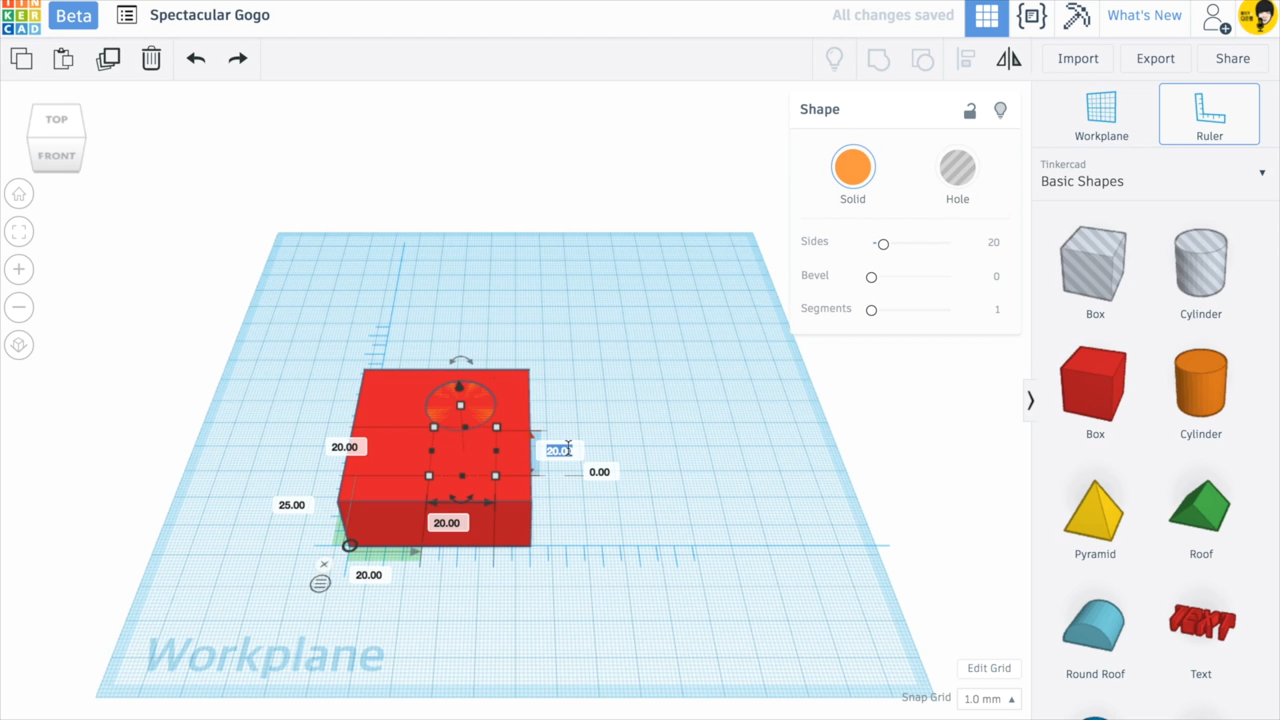 TIN
KER
CAD
Beta
Spectacular Gogo
All changes saved
What's New
Import
Export
Share
TOP
FRONT
Shape
Solid
Hole
Sides
20
Bevel
0
Segments
1
Workplane
Ruler
Tinkercad
Basic Shapes
Box
Cylinder
Box
Cylinder
Pyramid
Roof
TEXT
Round Roof
Text
20.00
20.0
0.00
25.00
20.00
20.00
Workplane
Edit Grid
Snap Grid
1.0 mm